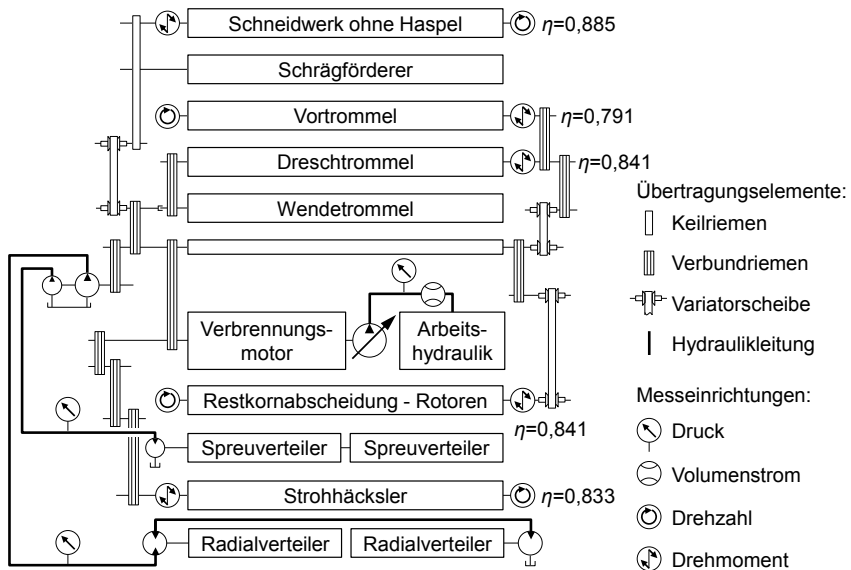 Schneidwerk ohne Haspel
η=0,885
Schrägförderer
Vortrommel
η=0,791
Dreschtrommel
η=0,841
Wendetrommel
Verbrennungs-
motor
Arbeits-
hydraulik
Restkornabscheidung - Rotoren
η=0,841
Spreuverteiler
Spreuverteiler
Strohhäcksler
η=0,833
Radialverteiler
Radialverteiler
Übertragungselemente:
Keilriemen
Verbundriemen
Variatorscheibe
Hydraulikleitung
Messeinrichtungen:
Druck
Volumenstrom
Drehzahl
Drehmoment